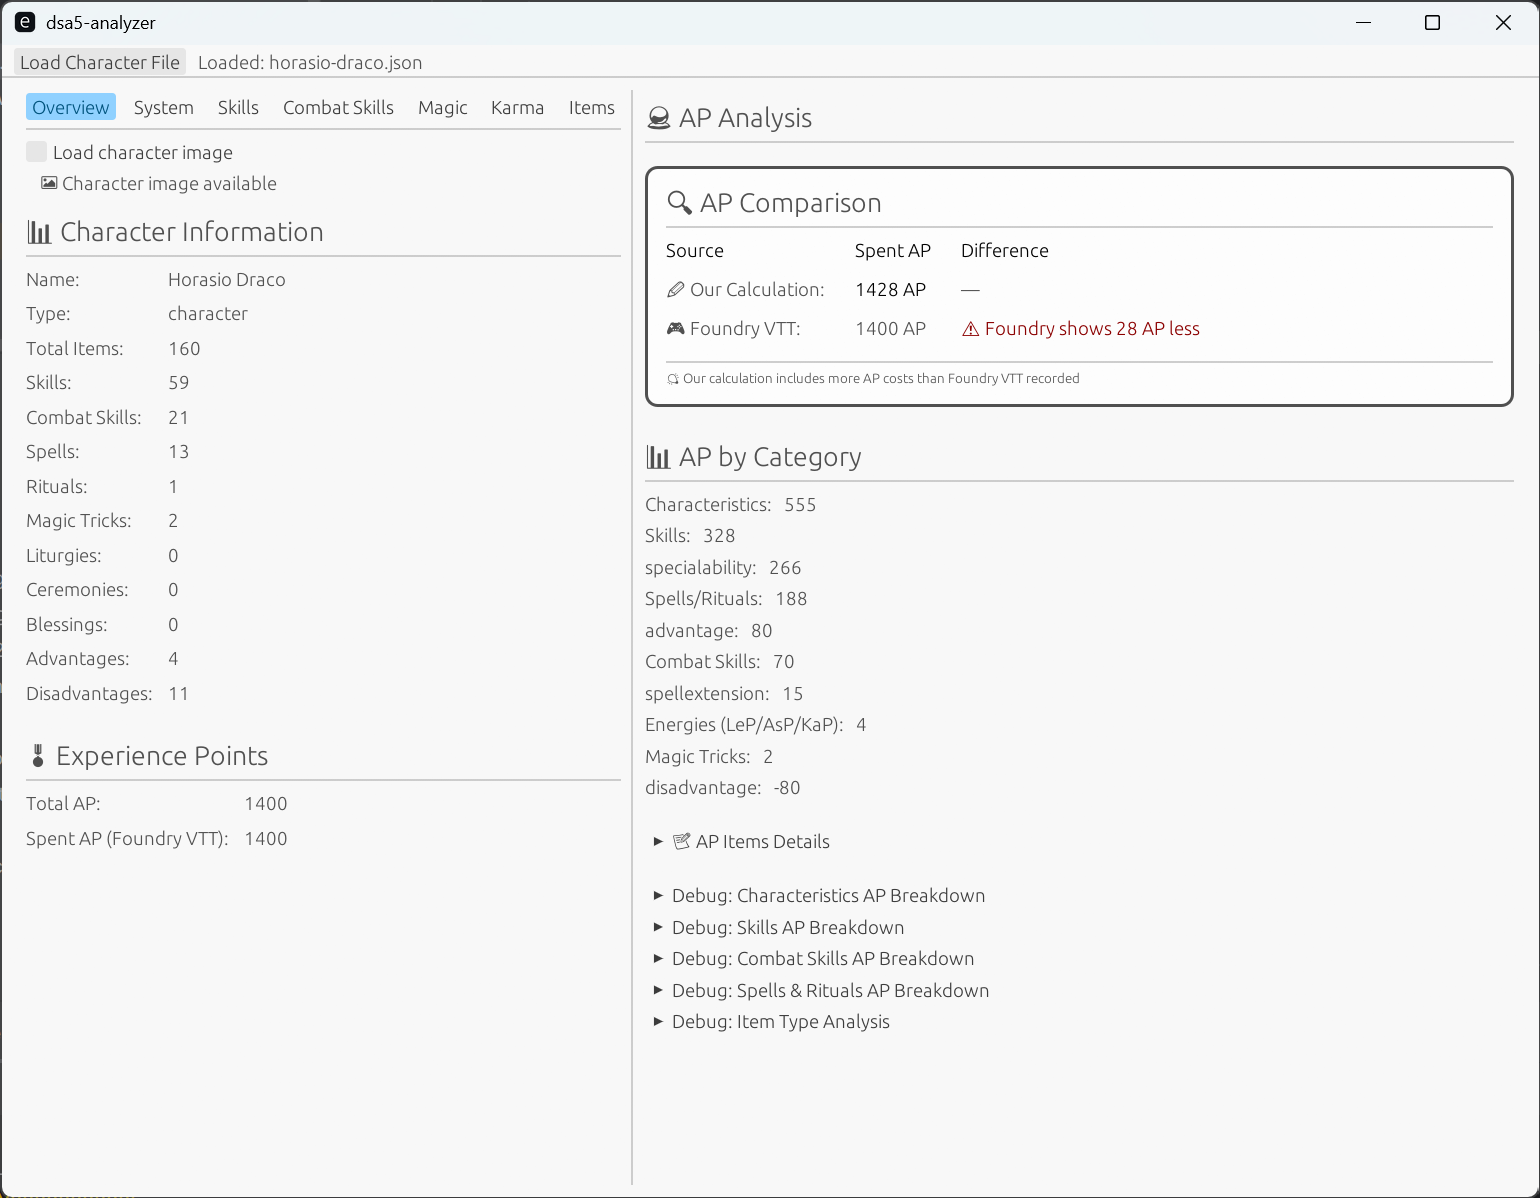 dsa5-analyzer
Load Character File Loaded: horasio-draco.json
Overview System Skills Combat Skills Magic Karma Items
Load character image
Character image available
Character Information
Name: Horasio Draco
Type: character
Total Items: 160
Skills: 59
Combat Skills: 21
Spells: 13
Rituals: 1
Magic Tricks: 2
Liturgies: 0
Ceremonies: 0
Blessings: 0
Advantages: 4
Disadvantages: 11
Experience Points
Total AP: 1400
Spent AP (Foundry VTT): 1400
AP Analysis
AP Comparison
Source Spent AP Difference
Our Calculation: 1428 AP —
Foundry VTT: 1400 AP ⚠ Foundry shows 28 AP less
Our calculation includes more AP costs than Foundry VTT recorded
AP by Category
Characteristics: 555
Skills: 328
specialability: 266
Spells/Rituals: 188
advantage: 80
Combat Skills: 70
spellextension: 15
Energies (LeP/AsP/KaP): 4
Magic Tricks: 2
disadvantage: -80
AP Items Details
Debug: Characteristics AP Breakdown
Debug: Skills AP Breakdown
Debug: Combat Skills AP Breakdown
Debug: Spells & Rituals AP Breakdown
Debug: Item Type Analysis